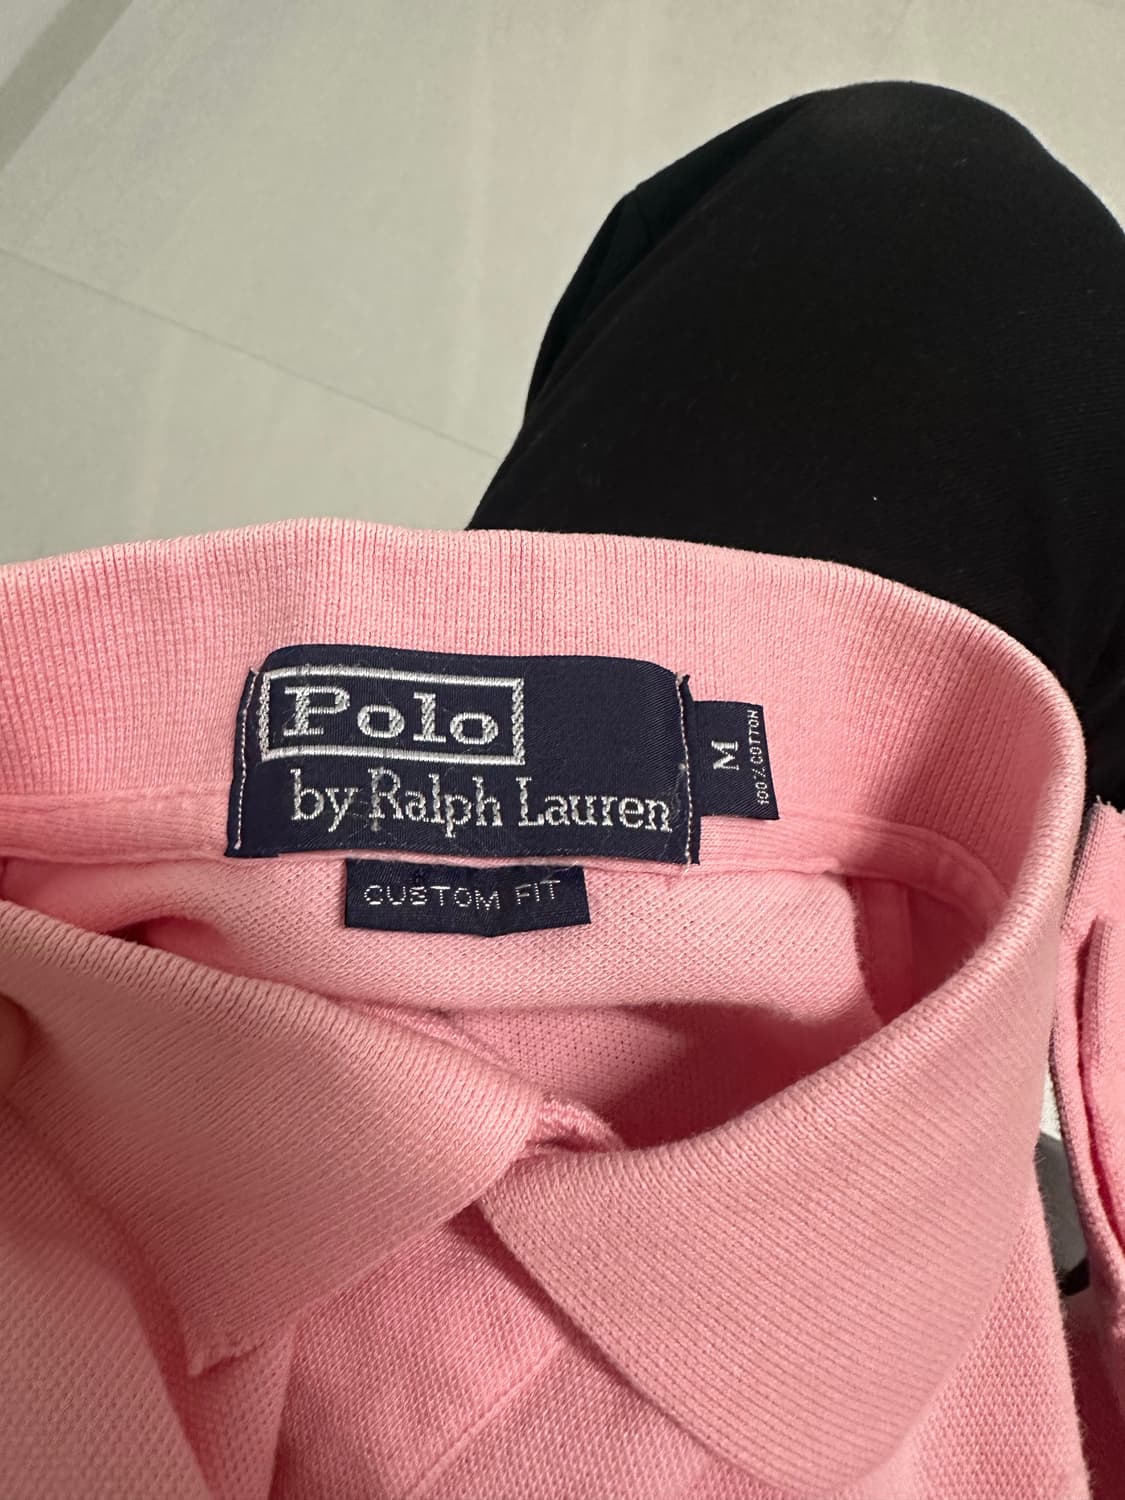 Polo
by Ralph Lauren
M
100% COTTON
CUSTOM FIT